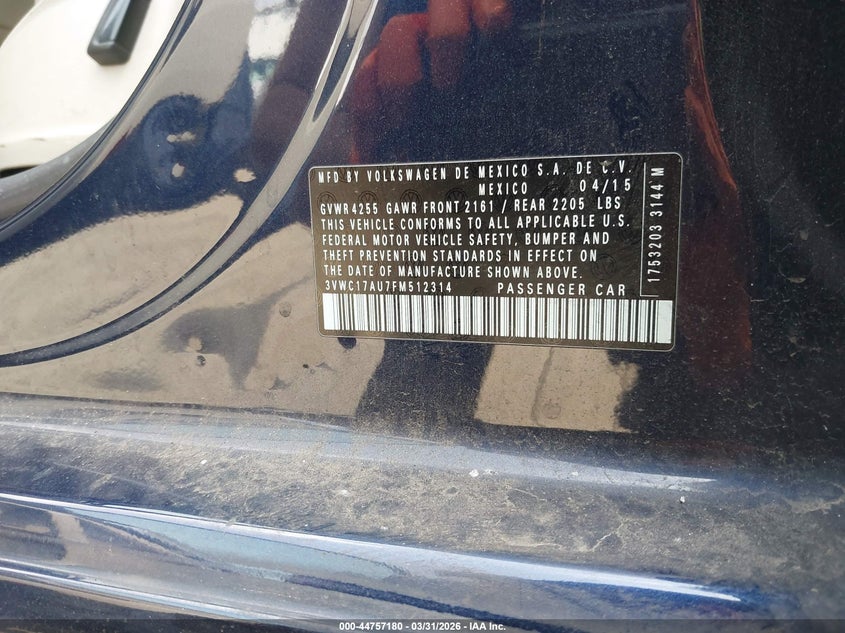 MFD BY VOLKSWAGEN DE MEXICO S.A. DE C.V.
MEXICO 04/15
GVWR 4255 GAWR FRONT 2161 / REAR 2205 LBS
THIS VEHICLE CONFORMS TO ALL APPLICABLE U.S.
FEDERAL MOTOR VEHICLE SAFETY, BUMPER AND
THEFT PREVENTION STANDARDS IN EFFECT ON
THE DATE OF MANUFACTURE SHOWN ABOVE.
3VWC17AU7FM512314 PASSENGER CAR
1753203 3144 M
000-44757180 - 03/31/2026 - IAA Inc.